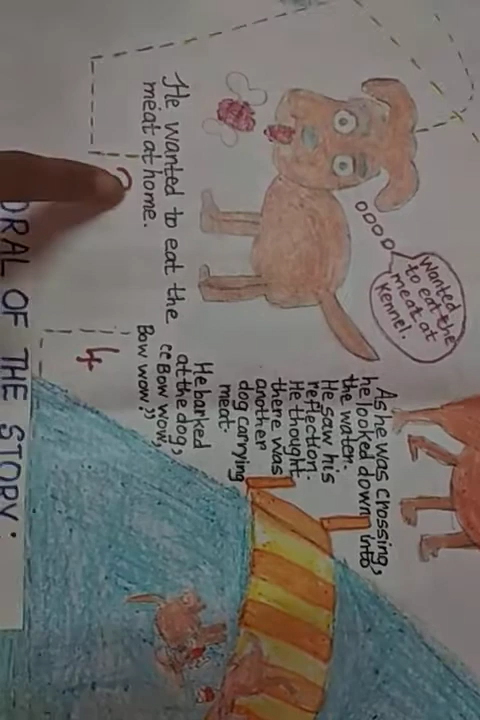 Wanted
to eat the
meat at
Kennel.
He wanted to eat the
meat at home.
As he was crossing,
he looked down into
the water.
He saw his
reflection.
He thought
there was
another
dog carrying
meat.
He barked
at the dog,
"Bow wow,
Bow wow."
4
ORAL OF THE STORY: